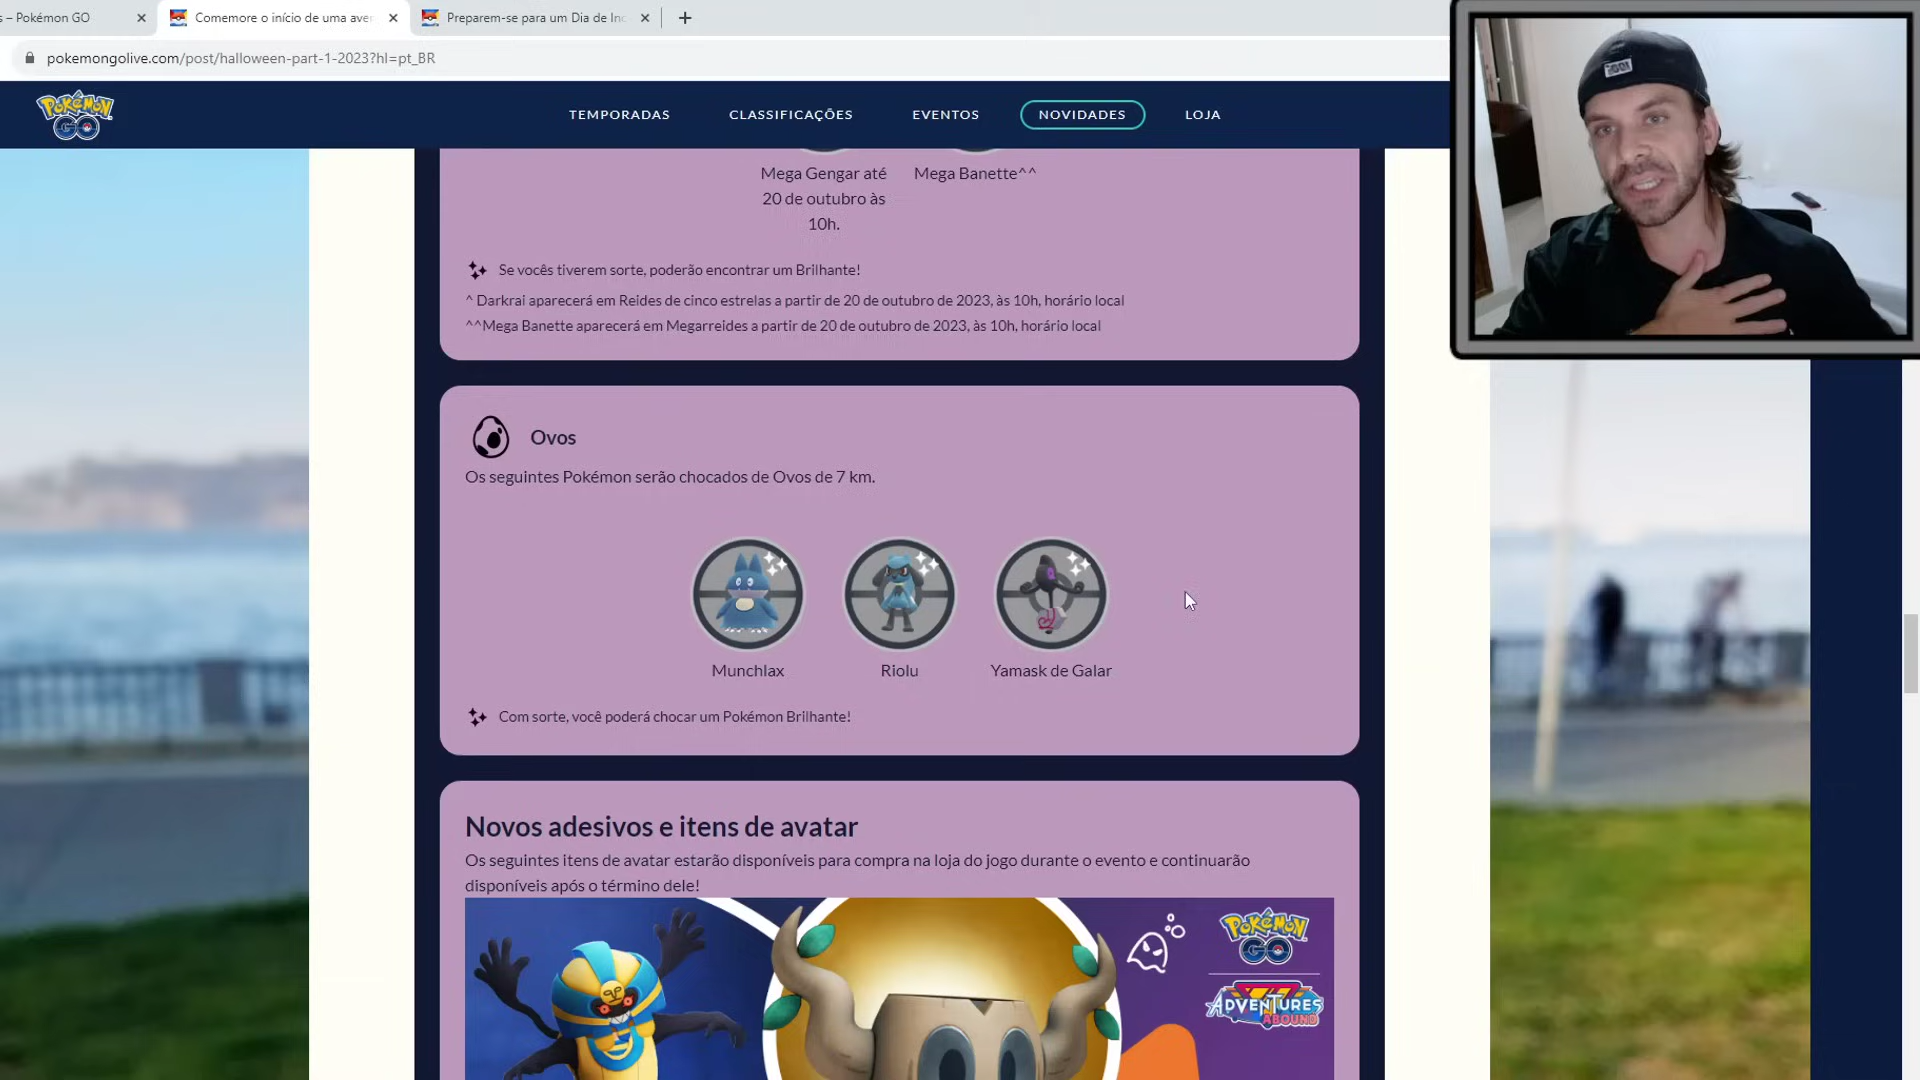 s – Pokémon GO
Comemore o início de uma ave
Preparem-se para um Dia de Inc
pokemongolive.com/post/halloween-part-1-2023?hl=pt_BR
POKÉMON GO
TEMPORADAS
CLASSIFICAÇÕES
EVENTOS
NOVIDADES
LOJA
Mega Gengar até
20 de outubro às
10h.
Mega Banette^^
Se vocês tiverem sorte, poderão encontrar um Brilhante!
^ Darkrai aparecerá em Reides de cinco estrelas a partir de 20 de outubro de 2023, às 10h, horário local
^^Mega Banette aparecerá em Megarreides a partir de 20 de outubro de 2023, às 10h, horário local
Ovos
Os seguintes Pokémon serão chocados de Ovos de 7 km.
Munchlax
Riolu
Yamask de Galar
Com sorte, você poderá chocar um Pokémon Brilhante!
Novos adesivos e itens de avatar
Os seguintes itens de avatar estarão disponíveis para compra na loja do jogo durante o evento e continuarão
disponíveis após o término dele!
POKÉMON GO
ADVENTURES
ABOUND